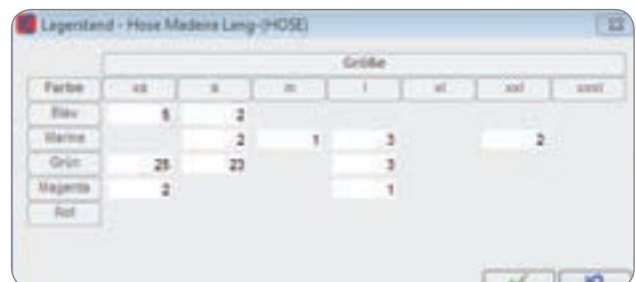 Lagerstand - Hose Madeira Lang-(HOSE)
Größe
Farbe xs s m l xl xxl xxxl
Blau 5 2
Marine 2 1 3 2
Grün 25 23 3
Magenta 2 1
Rot